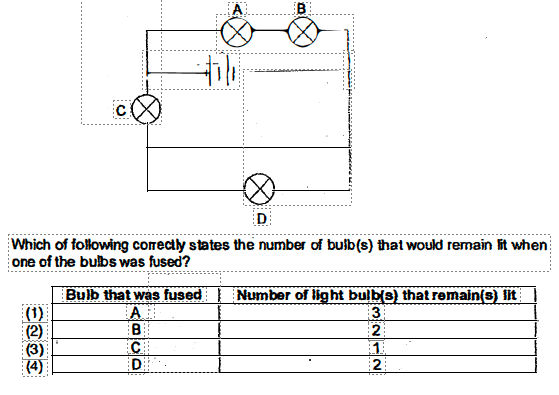 A B
C
D
Which of following correctly states the number of bulb(s) that would remain lit when
one of the bulbs was fused?
Bulb that was fused Number of light bulb(s) that remain(s) lit
(1) A 3
(2) B 2
(3) C 1
(4) D 2